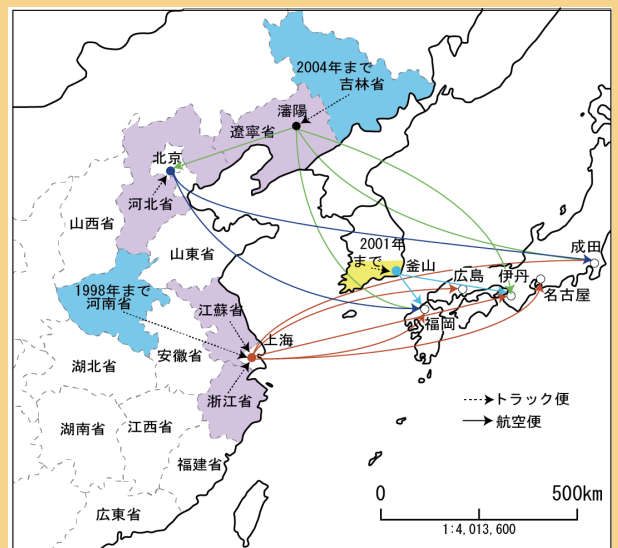 2004年まで
吉林省
瀋陽
遼寧省
北京
河北省
山西省
山東省
2001年
まで
釜山
成田
広島
伊丹
名古屋
福岡
1998年まで
河南省
江蘇省
上海
安徽省
湖北省
浙江省
トラック便
航空便
湖南省
江西省
福建省
広東省
0
500km
1:4,013,600